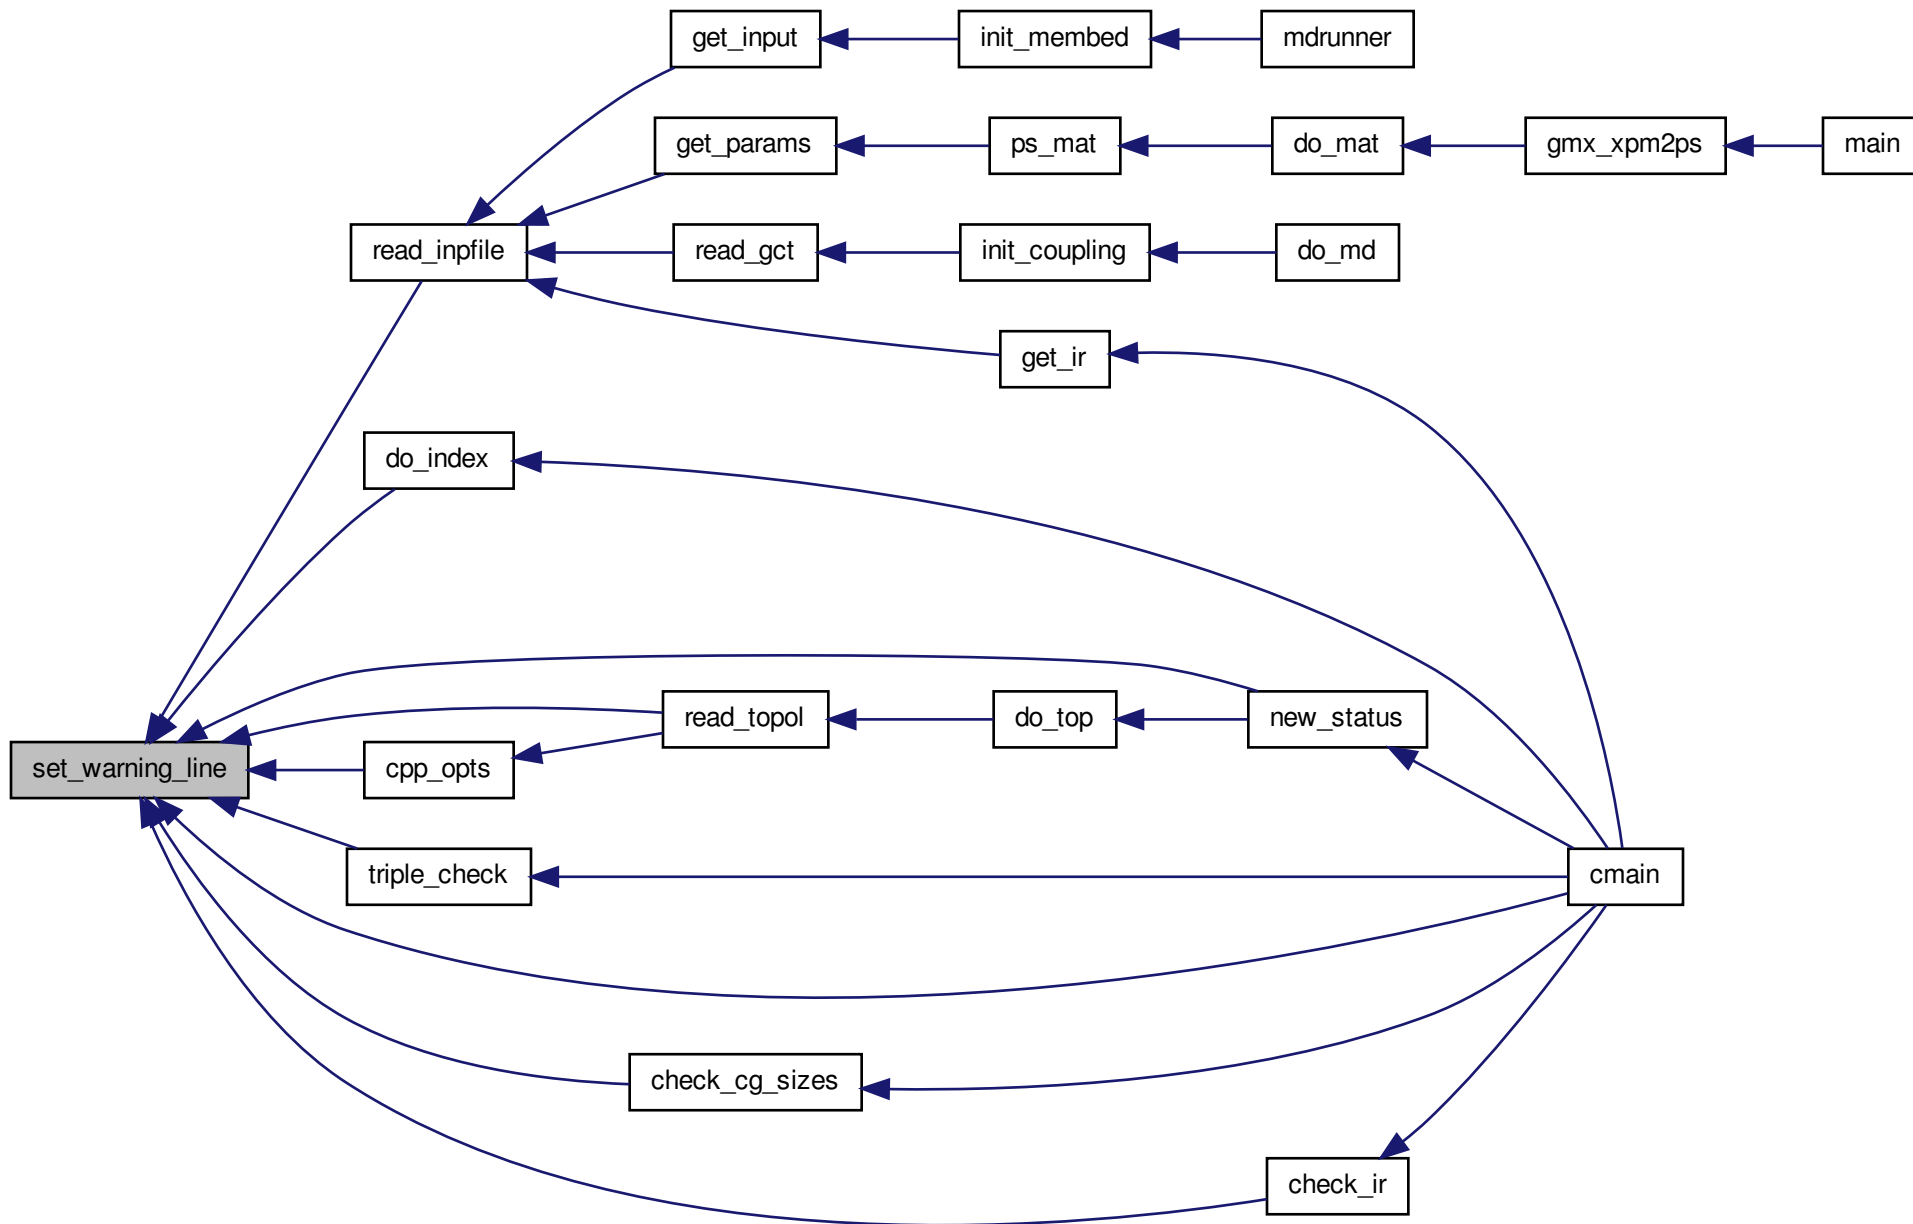 get_input
init_membed
mdrunner
get_params
ps_mat
do_mat
gmx_xpm2ps
main
read_inpfile
read_gct
init_coupling
do_md
get_ir
do_index
read_topol
do_top
new_status
set_warning_line
cpp_opts
triple_check
cmain
check_cg_sizes
check_ir